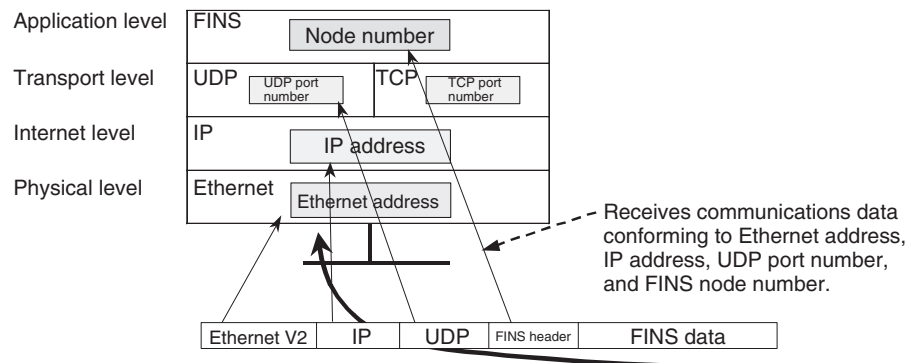 Application level
FINS
Node number
Transport level
UDP
UDP port
number
TCP
TCP port
number
Internet level
IP
IP address
Physical level
Ethernet
Ethernet address
Receives communications data
conforming to Ethernet address,
IP address, UDP port number,
and FINS node number.
Ethernet V2
IP
UDP
FINS header
FINS data